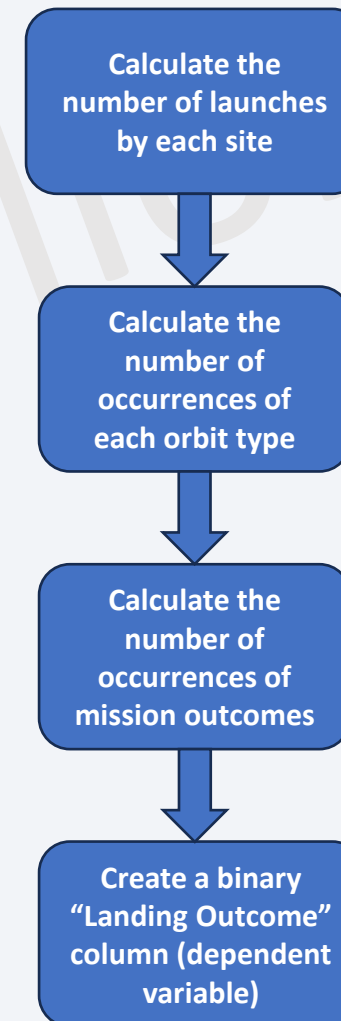 Calculate the
number of launches
by each site
Calculate the
number of
occurrences of
each orbit type
Calculate the
number of
occurrences of
mission outcomes
Create a binary
“Landing Outcome”
column (dependent
variable)